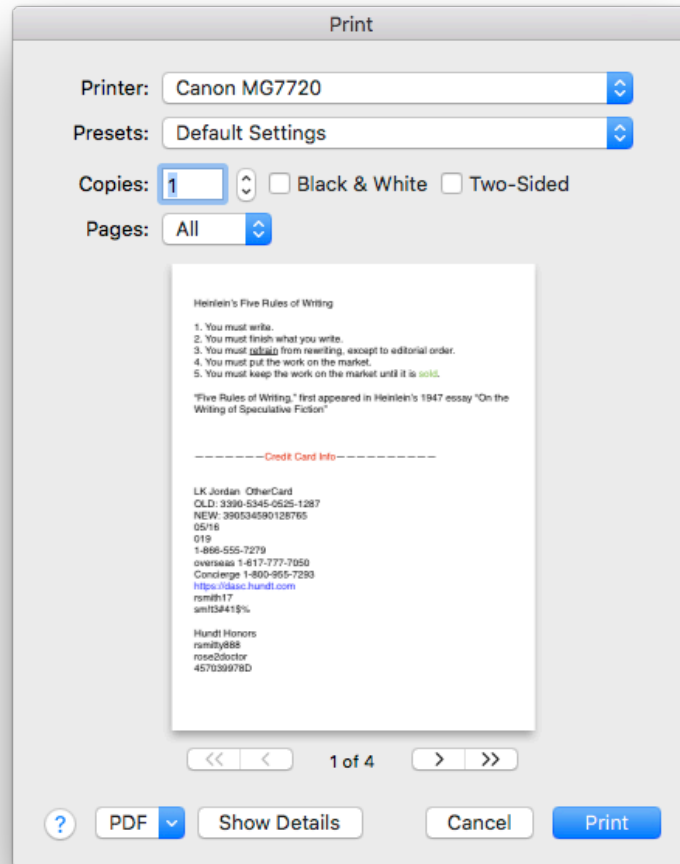 Print
Printer: Canon MG7720
Presets: Default Settings
Copies: 1 Black & White Two-Sided
Pages: All
Heinlein's Five Rules of Writing
1. You must write.
2. You must finish what you write.
3. You must refrain from rewriting, except to editorial order.
4. You must put the work on the market.
5. You must keep the work on the market until it is sold.
"Five Rules of Writing," first appeared in Heinlein's 1947 essay "On the
Writing of Speculative Fiction"
———————Credit Card Info——————————
LK Jordan OtherCard
OLD: 3390-5345-0525-1287
NEW: 390534590128765
05/16
019
1-866-555-7279
overseas 1-617-777-7050
Concierge 1-800-955-7293
https://dasc.hundt.com
rsmith17
sm!t3#41$%
Hundt Honors
rsmitty888
rose2doctor
457039978D
<< < 1 of 4 > >>
? PDF Show Details Cancel Print